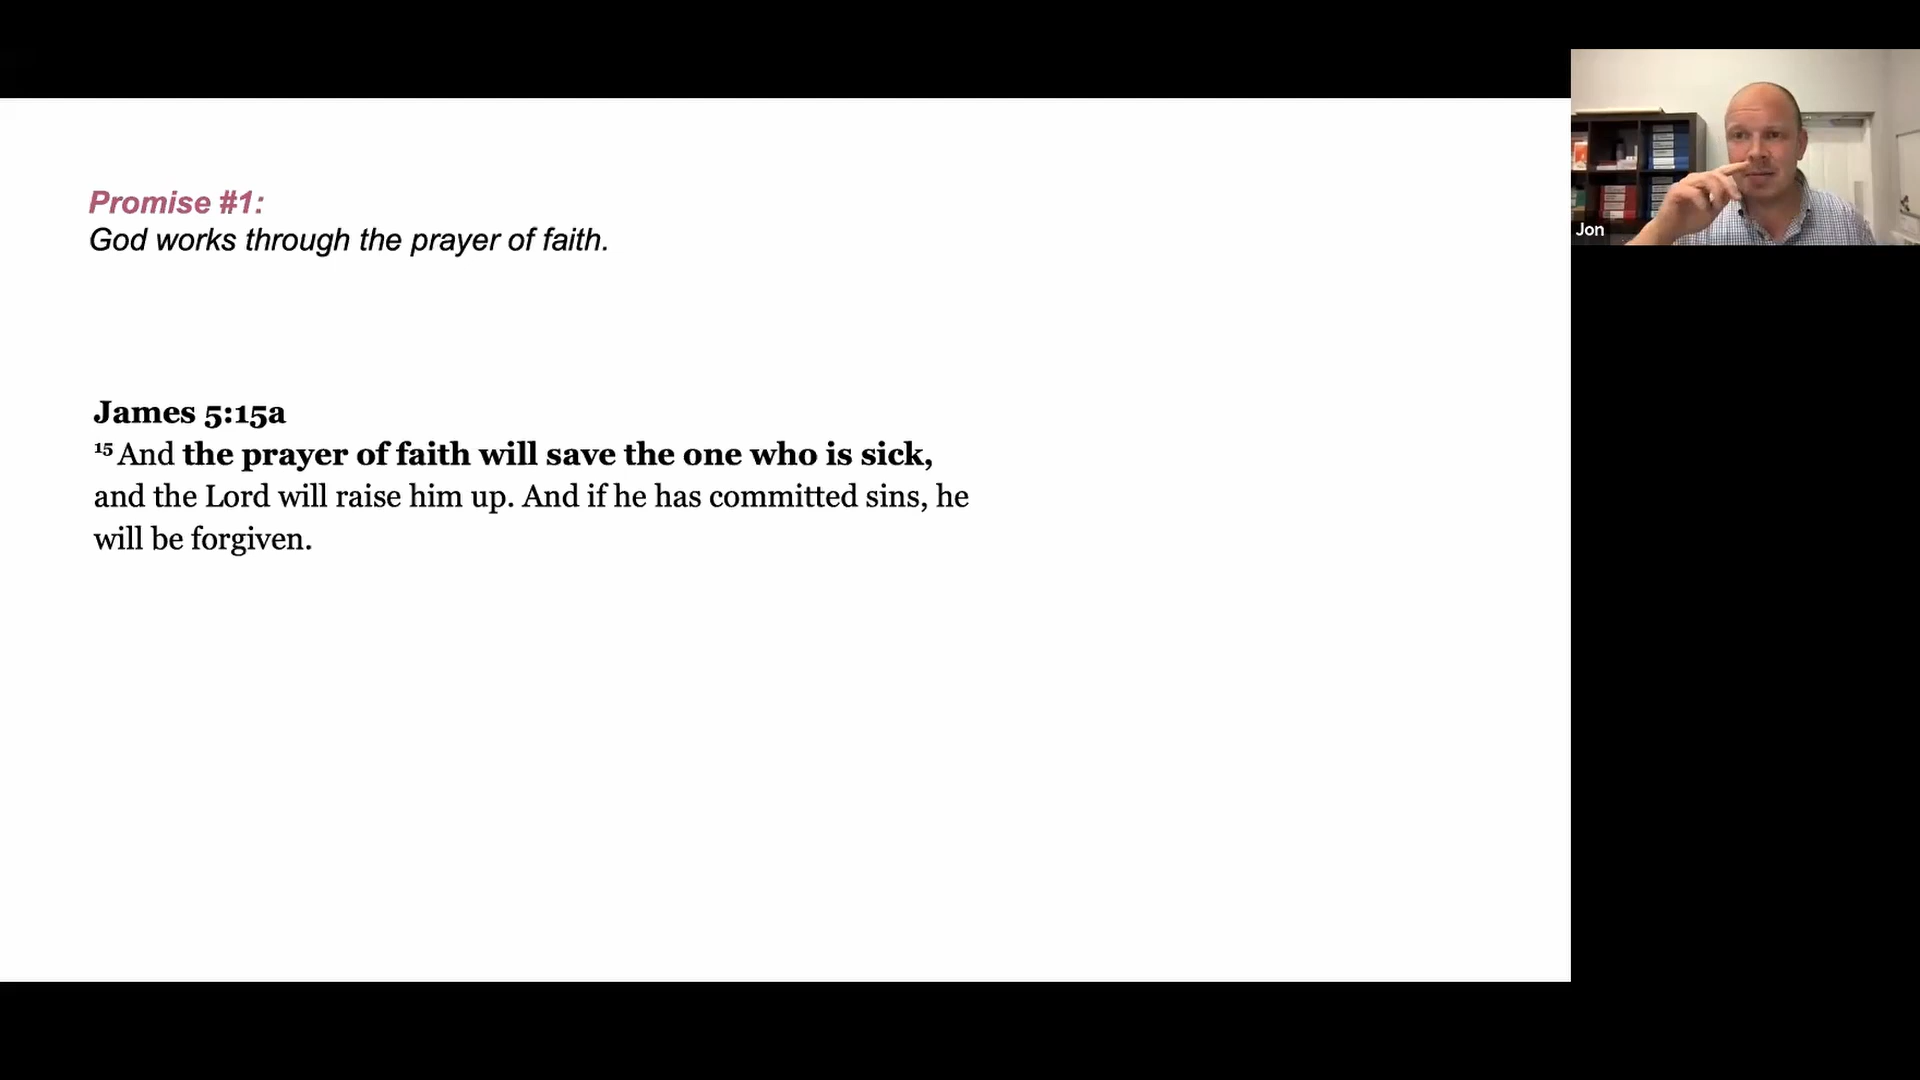 Promise #1:
God works through the prayer of faith.
James 5:15a
15 And the prayer of faith will save the one who is sick,
and the Lord will raise him up. And if he has committed sins, he
will be forgiven.
Jon